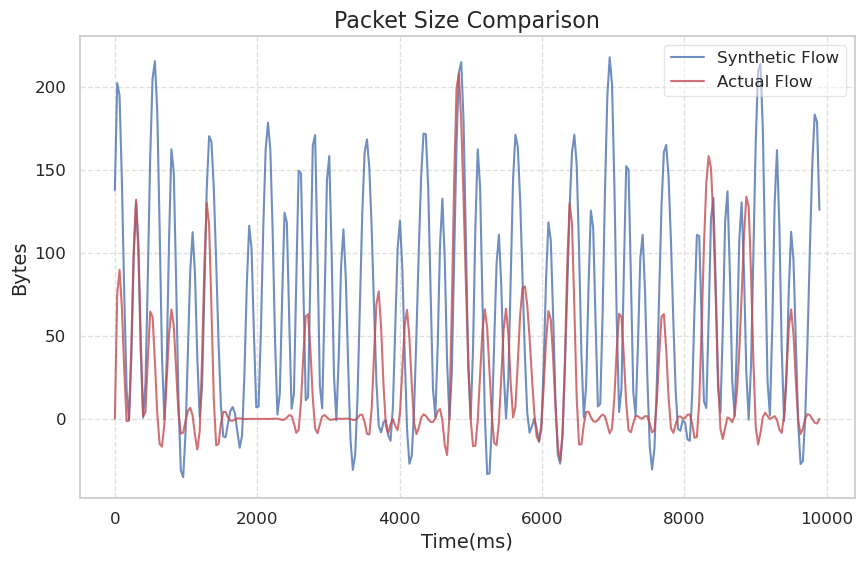 Packet Size Comparison
Synthetic Flow
Actual Flow
200
150
100
50
0
Bytes
0 2000 4000 6000 8000 10000
Time(ms)